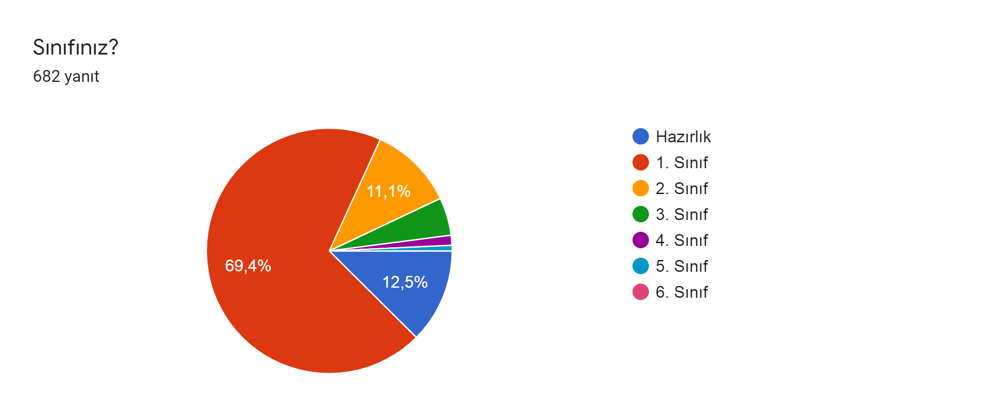 Sınıfınız?
682 yanıt
11,1%
69,4%
12,5%
Hazırlık
1. Sınıf
2. Sınıf
3. Sınıf
4. Sınıf
5. Sınıf
6. Sınıf